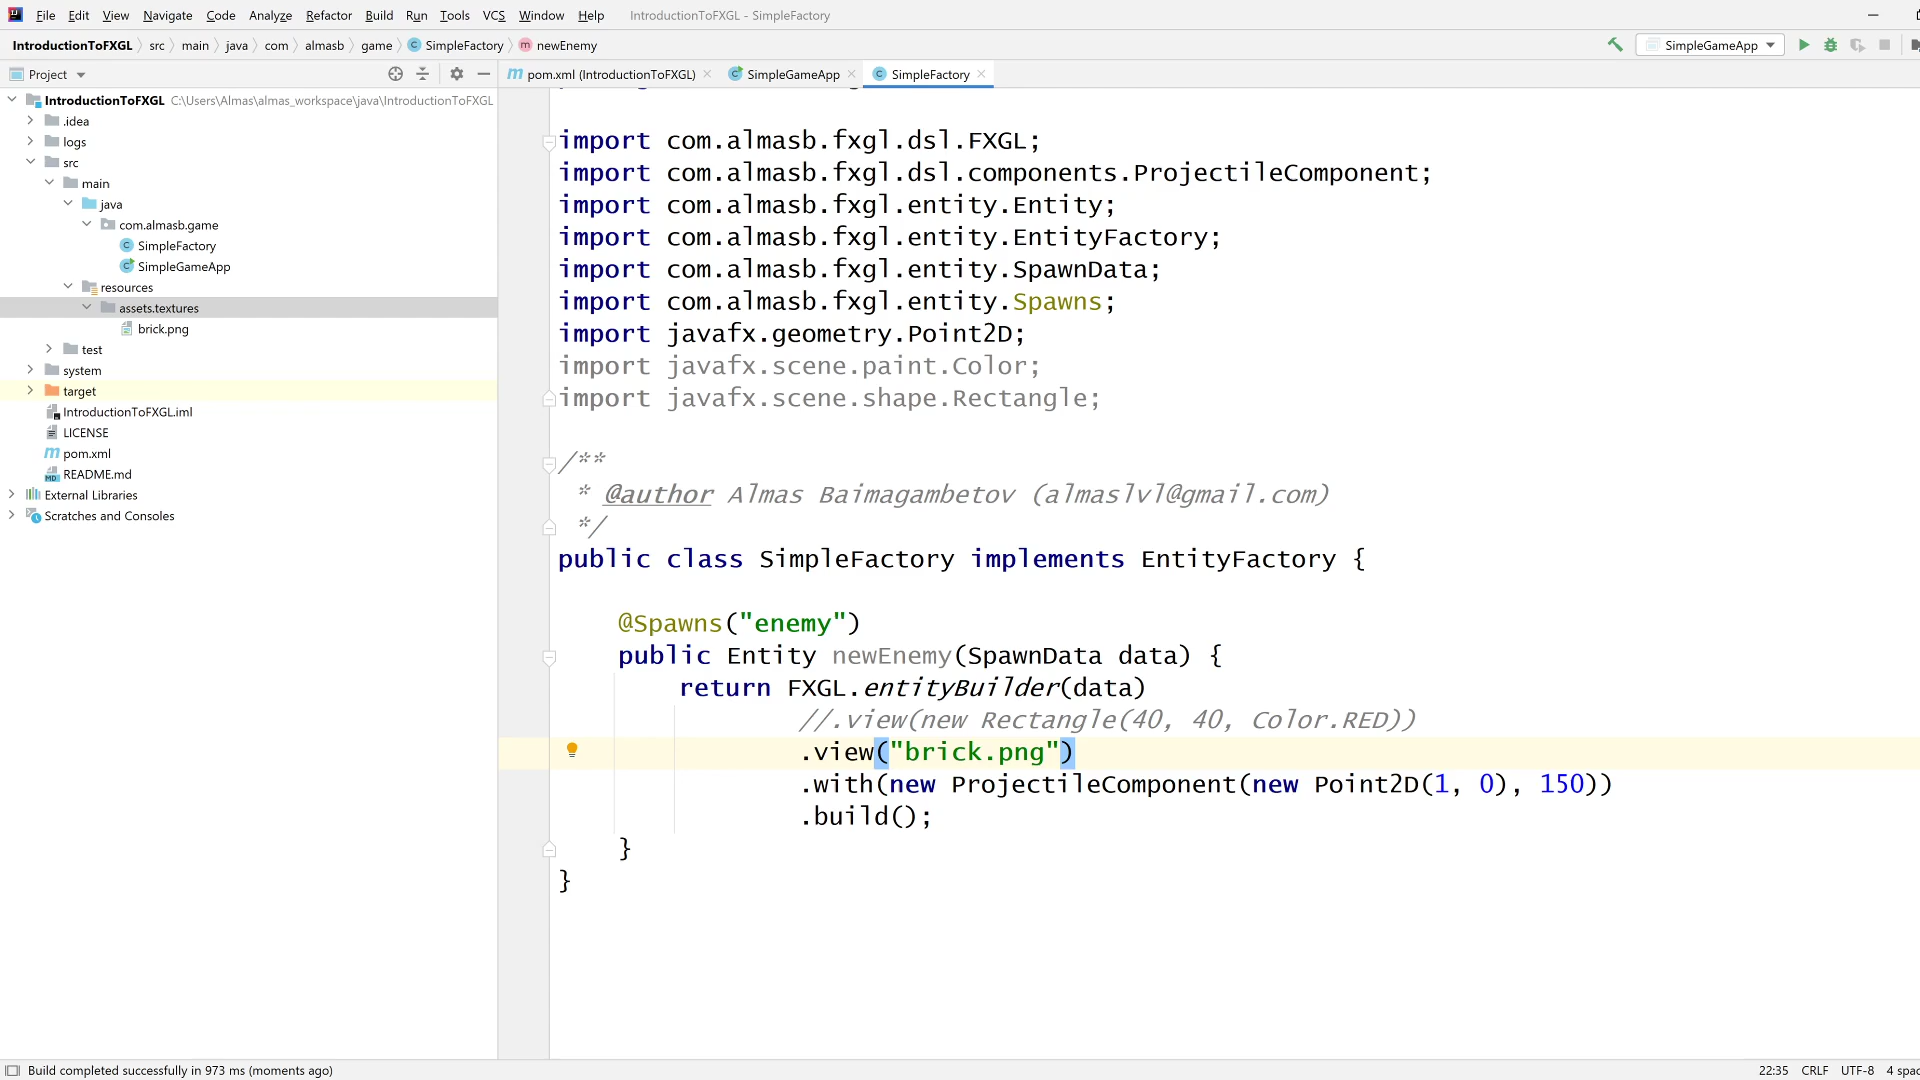 File Edit View Navigate Code Analyze Refactor Build Run Tools VCS Window Help IntroductionToFXGL - SimpleFactory
IntroductionToFXGL src main java com almasb game SimpleFactory newEnemy SimpleGameApp
Project pom.xml (IntroductionToFXGL) SimpleGameApp SimpleFactory
IntroductionToFXGL C:\Users\Almas\almas_workspace\java\IntroductionToFXGL
.idea
logs
src
main
java
com.almasb.game
SimpleFactory
SimpleGameApp
resources
assets.textures
brick.png
test
system
target
IntroductionToFXGL.iml
LICENSE
pom.xml
README.md
External Libraries
Scratches and Consoles
import com.almasb.fxgl.dsl.FXGL;
import com.almasb.fxgl.dsl.components.ProjectileComponent;
import com.almasb.fxgl.entity.Entity;
import com.almasb.fxgl.entity.EntityFactory;
import com.almasb.fxgl.entity.SpawnData;
import com.almasb.fxgl.entity.Spawns;
import javafx.geometry.Point2D;
import javafx.scene.paint.Color;
import javafx.scene.shape.Rectangle;
/**
* @author Almas Baimagambetov (almaslvl@gmail.com)
*/
public class SimpleFactory implements EntityFactory {
@Spawns("enemy")
public Entity newEnemy(SpawnData data) {
return FXGL.entityBuilder(data)
//.view(new Rectangle(40, 40, Color.RED))
.view("brick.png")
.with(new ProjectileComponent(new Point2D(1, 0), 150))
.build();
}
}
Build completed successfully in 973 ms (moments ago) 22:35 CRLF UTF-8 4 spac